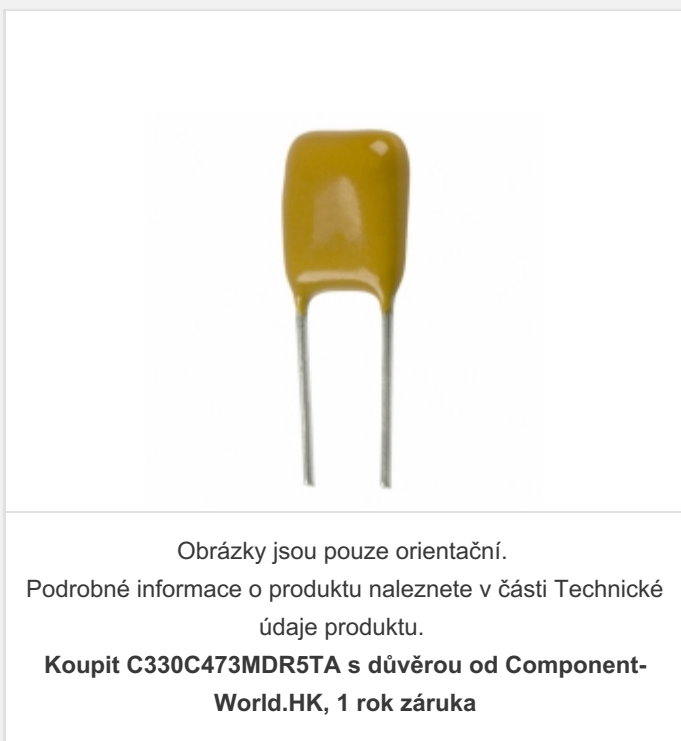 Obrázky jsou pouze orientační.
Podrobné informace o produktu naleznete v části Technické
údaje produktu.
Koupit C330C473MDR5TA s důvěrou od Component-
World.HK, 1 rok záruka